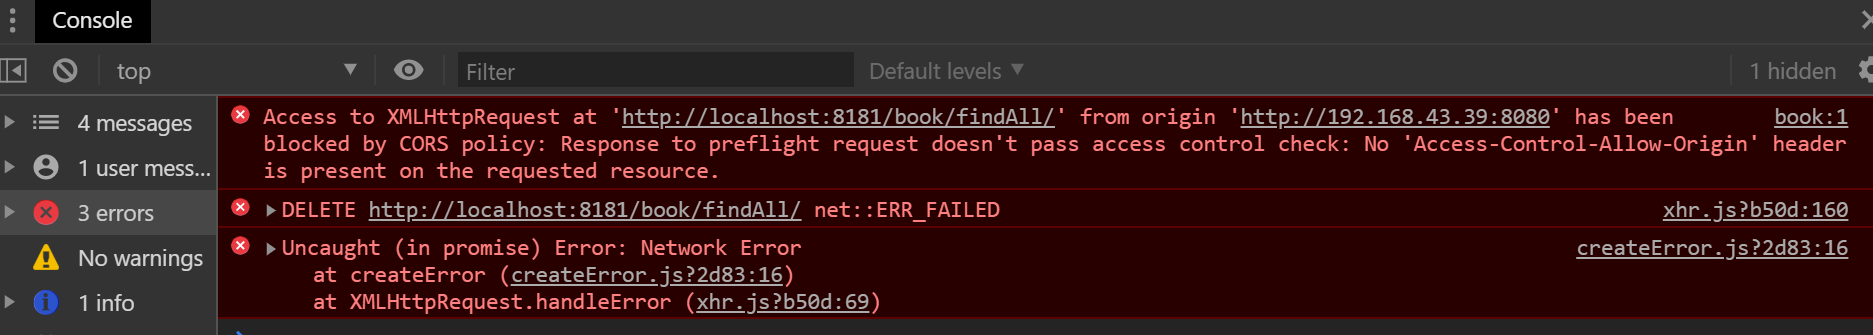 Console
top
Filter
Default levels
1 hidden
4 messages
1 user mess...
3 errors
No warnings
1 info
Access to XMLHttpRequest at 'http://localhost:8181/book/findAll/' from origin 'http://192.168.43.39:8080' has been book:1
blocked by CORS policy: Response to preflight request doesn't pass access control check: No 'Access-Control-Allow-Origin' header
is present on the requested resource.
DELETE http://localhost:8181/book/findAll/ net::ERR_FAILED xhr.js?b50d:160
Uncaught (in promise) Error: Network Error createError.js?2d83:16
at createError (createError.js?2d83:16)
at XMLHttpRequest.handleError (xhr.js?b50d:69)